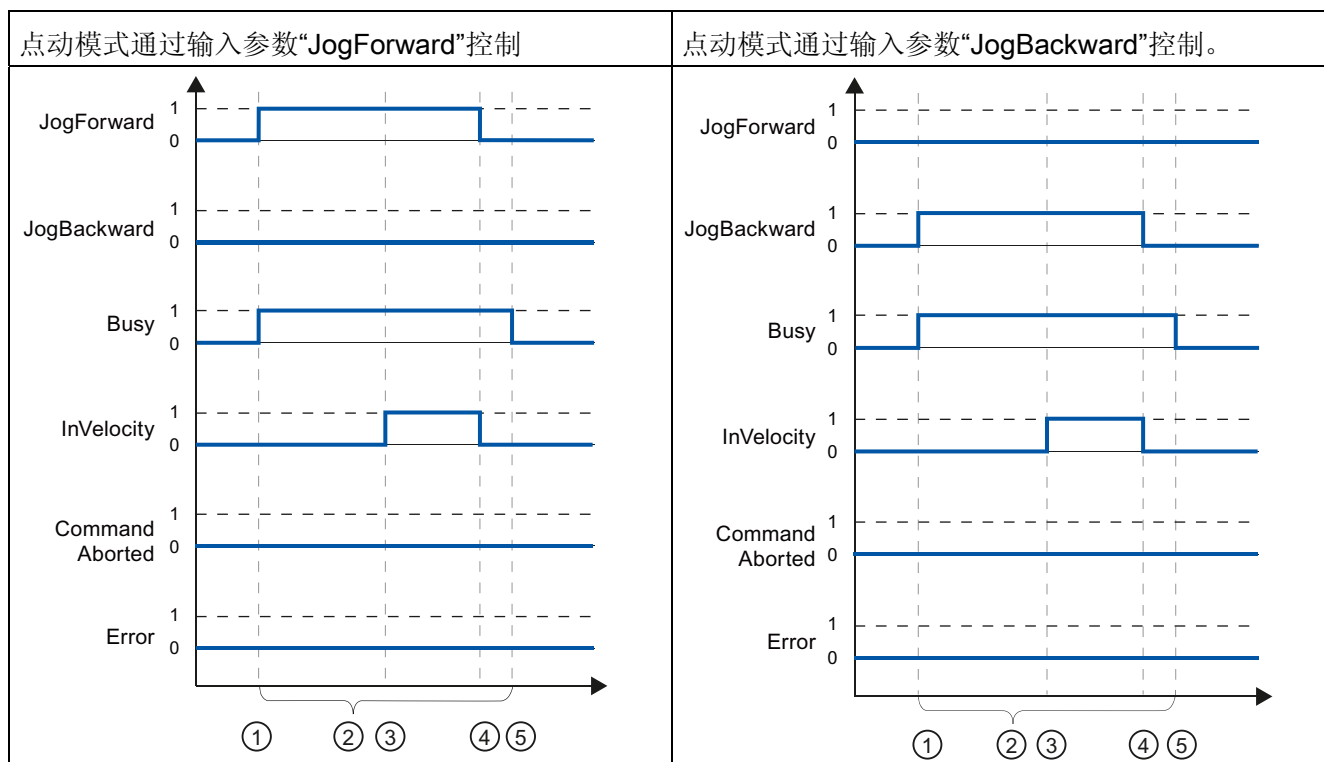 点动模式通过输入参数“JogForward”控制
JogForward
1
0
JogBackward
1
0
Busy
1
0
InVelocity
1
0
Command
Aborted
1
0
Error
1
0
① ② ③ ④ ⑤
点动模式通过输入参数“JogBackward”控制。
JogForward
1
0
JogBackward
1
0
Busy
1
0
InVelocity
1
0
Command
Aborted
1
0
Error
1
0
① ② ③ ④ ⑤